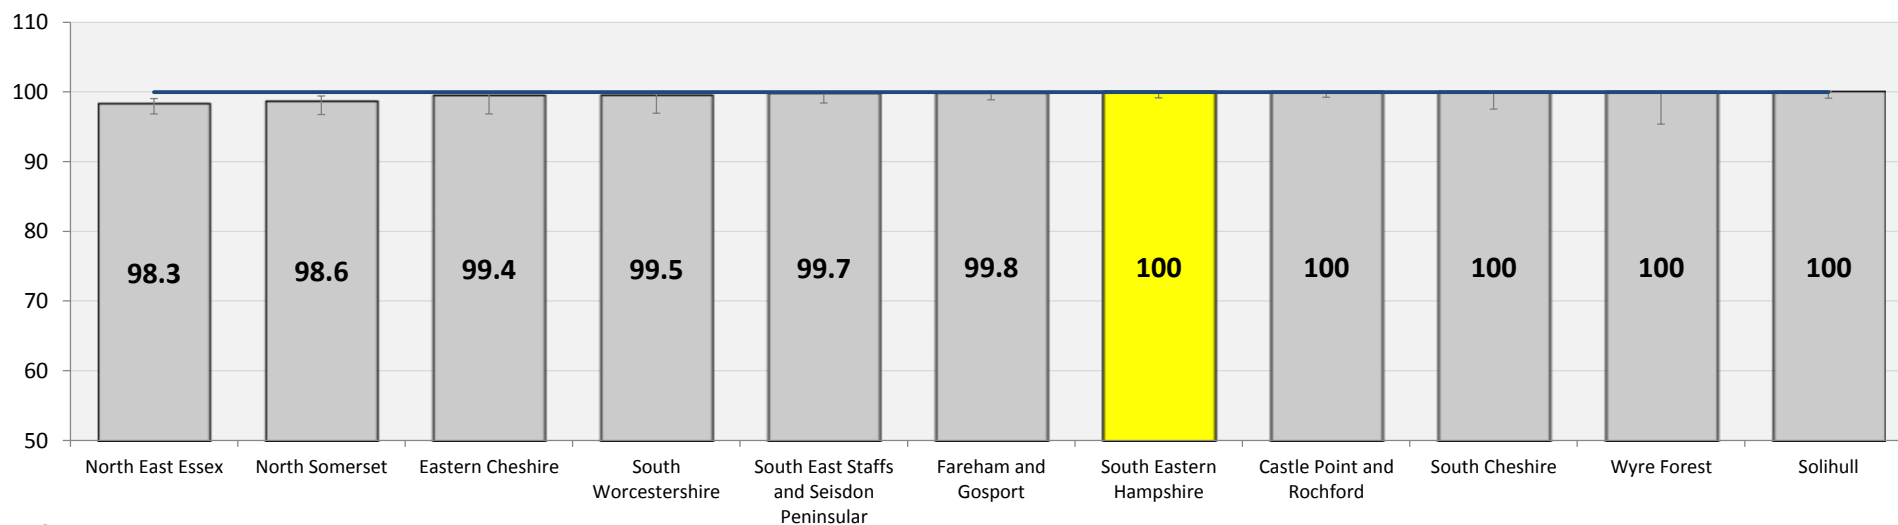 110
100
90
80
70
60
50
98.3
98.6
99.4
99.5
99.7
99.8
100
100
100
100
100
North East Essex
North Somerset
Eastern Cheshire
South
Worcestershire
South East Staffs
and Seisdon
Peninsular
Fareham and
Gosport
South Eastern
Hampshire
Castle Point and
Rochford
South Cheshire
Wyre Forest
Solihull